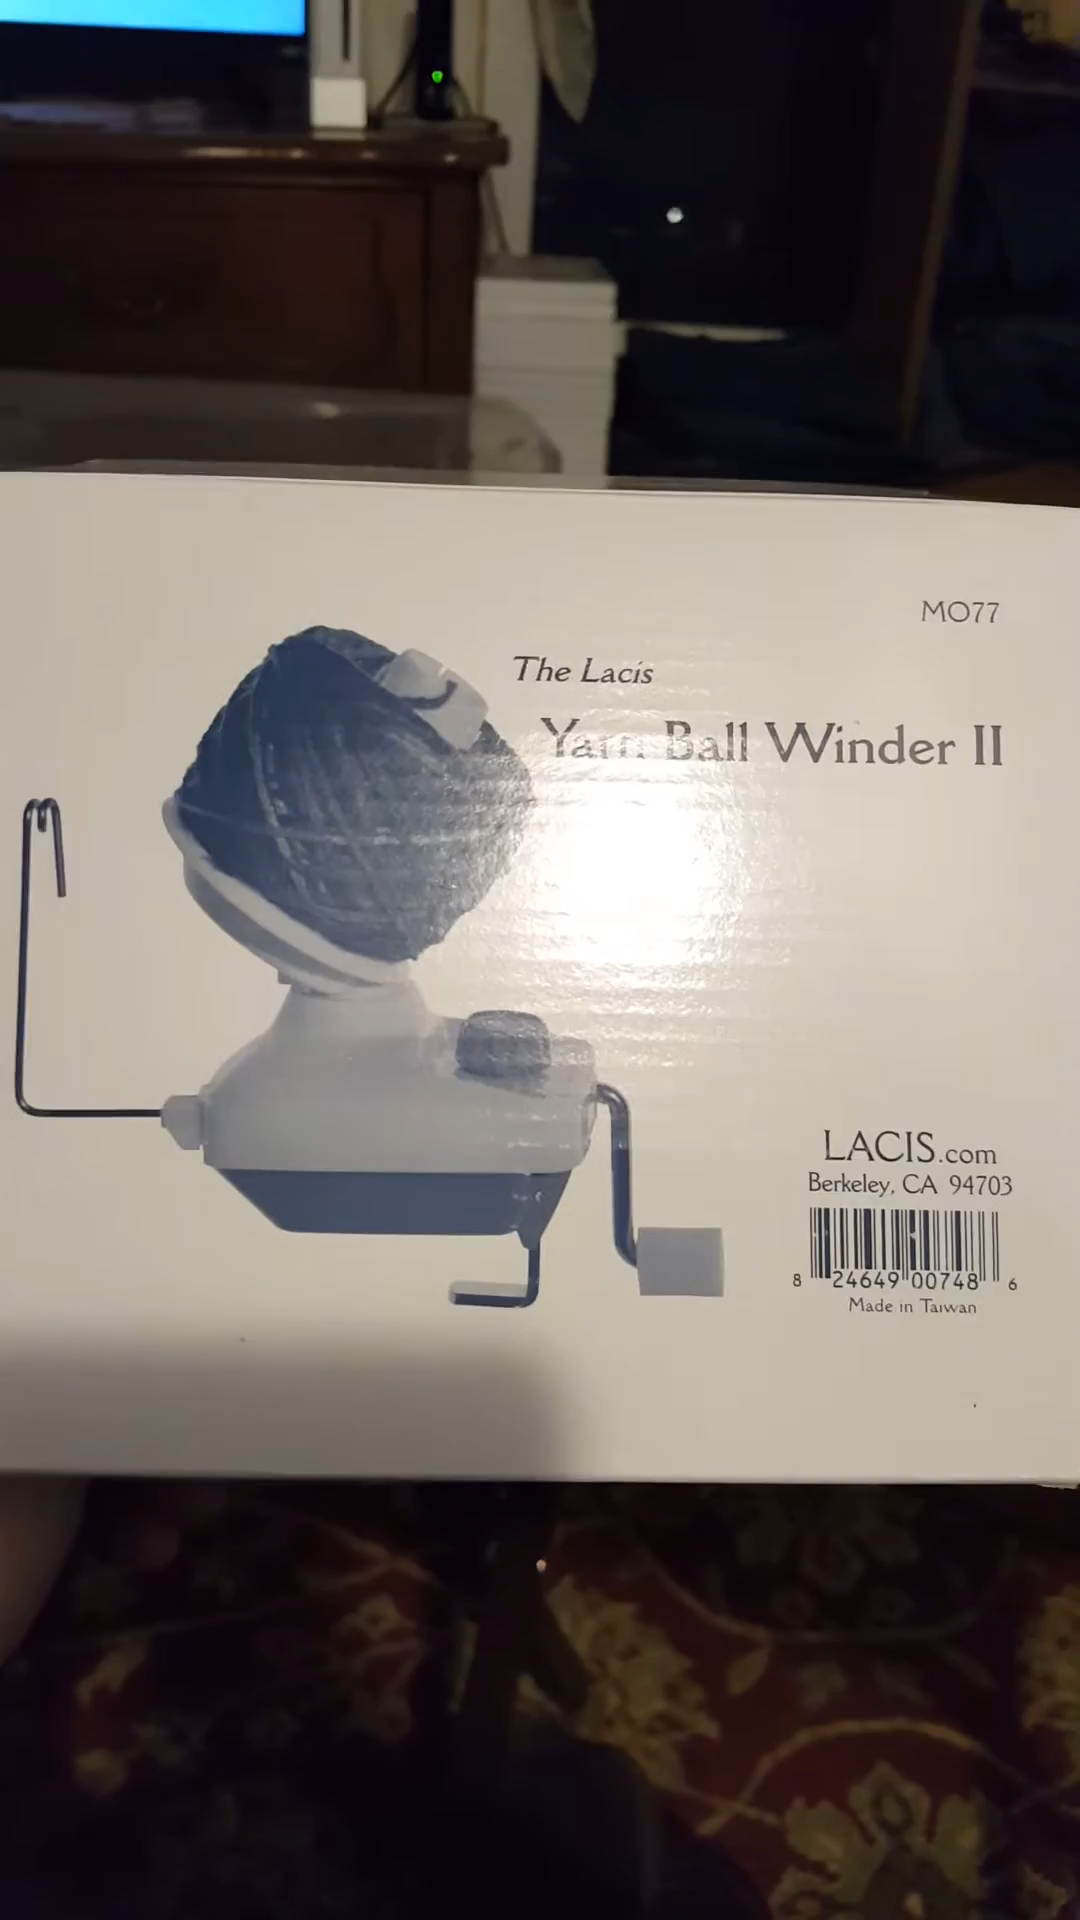 MO77
The Lacis
Yarn Ball Winder II
LACIS.com
Berkeley, CA 94703
8 24649 00748 6
Made in Taiwan